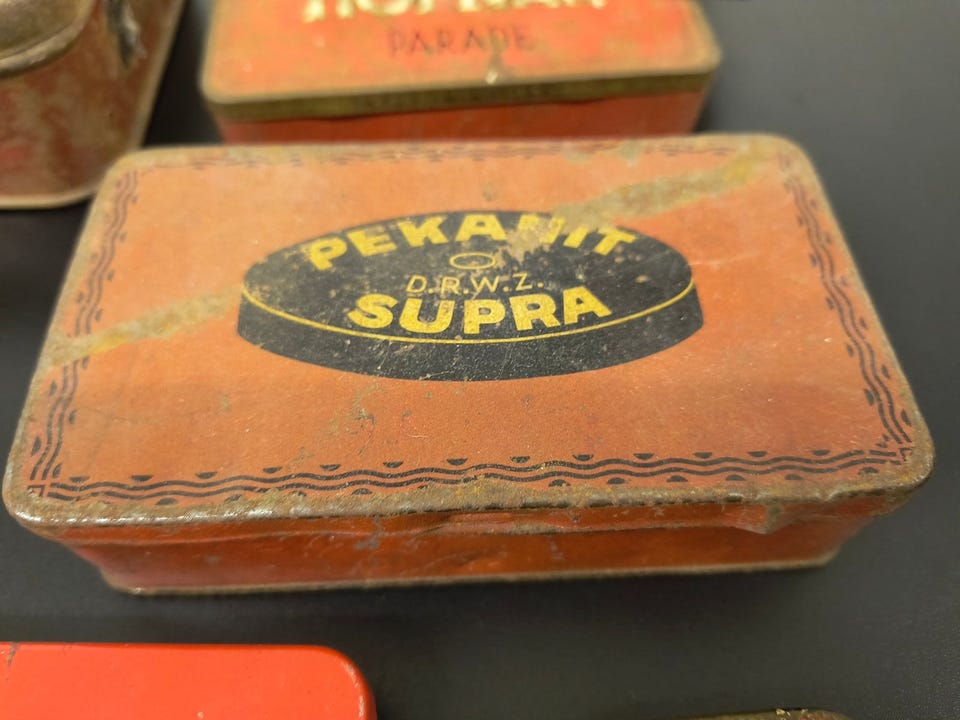 PARADE
PEKANIT
D.R.W.Z.
SUPRA